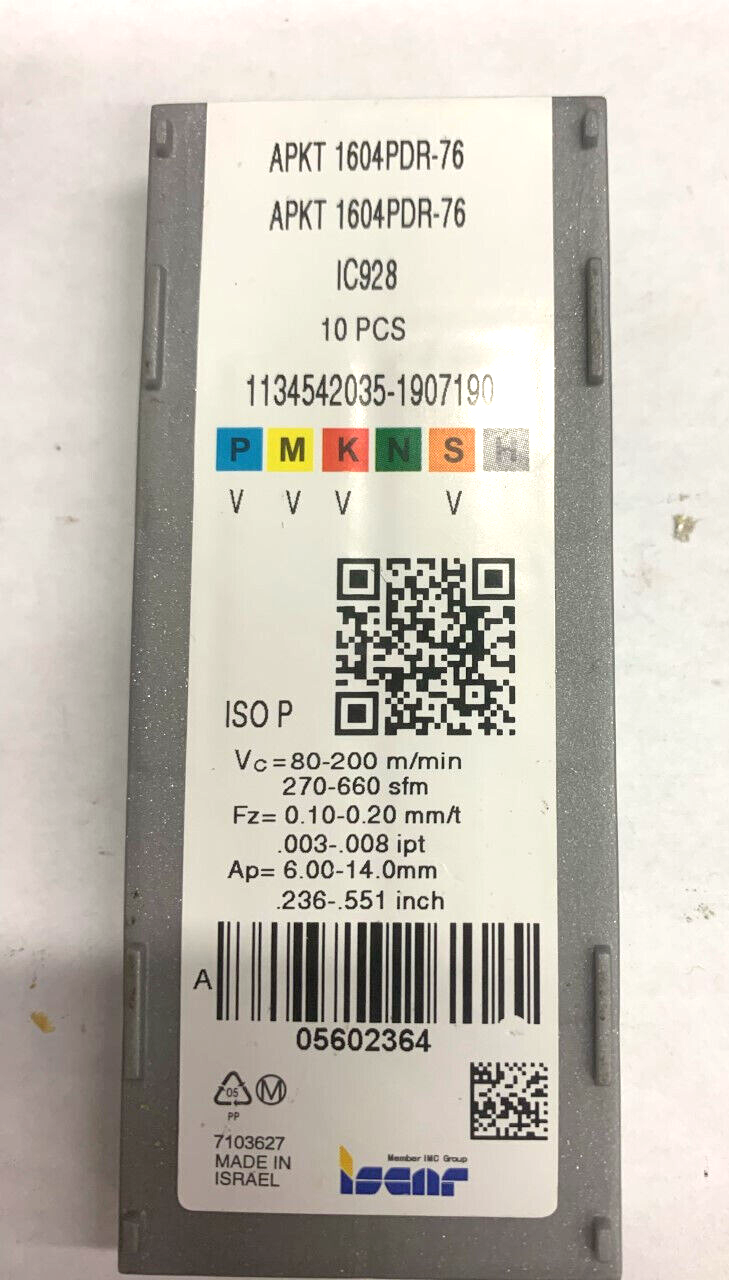 APKT 1604PDR-76
APKT 1604PDR-76
IC928
10 PCS
1134542035-1907190
P M K N S H
V V V V
ISO P
Vc=80-200 m/min
270-660 sfm
Fz= 0.10-0.20 mm/t
.003-.008 ipt
Ap= 6.00-14.0mm
.236-.551 inch
A
05602364
05 M
PP
7103627
MADE IN
ISRAEL
Member IMC Group
iscar